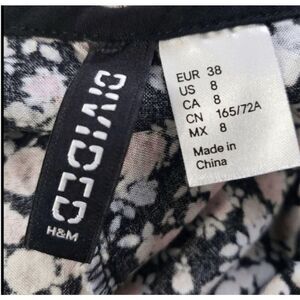 DIVIDED
H&M
EUR 38
US 8
CA 8
CN 165/72A
MX 8
Made in
China